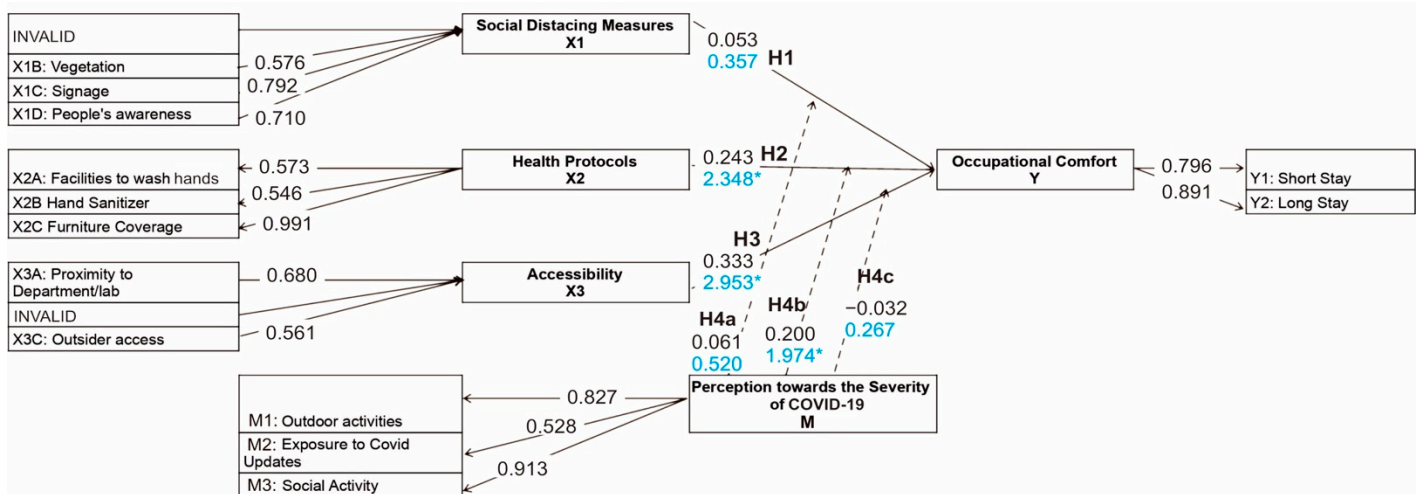 INVALID
X1B: Vegetation
X1C: Signage
X1D: People's awareness
0.576
0.792
0.710
Social Distacing Measures
X1
0.053
0.357
H1
X2A: Facilities to wash hands
X2B Hand Sanitizer
X2C Furniture Coverage
0.573
0.546
0.991
Health Protocols
X2
0.243
2.348*
H2
Occupational Comfort
Y
0.796
0.891
Y1: Short Stay
Y2: Long Stay
X3A: Proximity to
Department/lab
INVALID
X3C: Outsider access
0.680
0.561
Accessibility
X3
H3
0.333
2.953*
H4a
0.061
0.520
H4b
0.200
1.974*
H4c
−0.032
0.267
M1: Outdoor activities
M2: Exposure to Covid
Updates
M3: Social Activity
0.827
0.528
0.913
Perception towards the Severity
of COVID-19
M